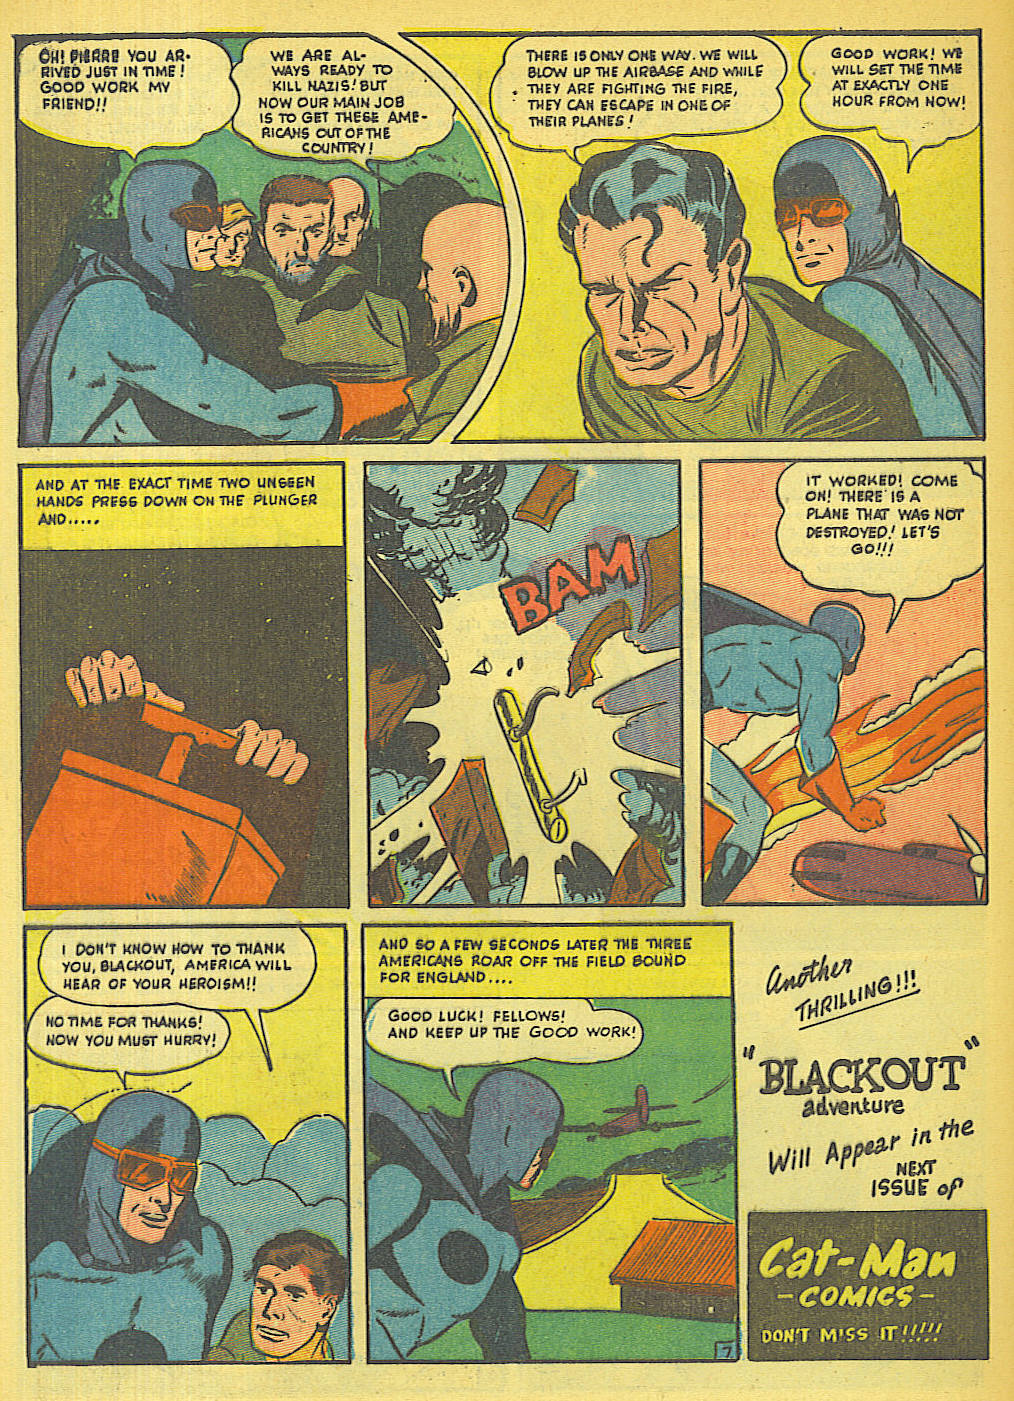 OH! PIERRE YOU AR-
RIVED JUST IN TIME!
GOOD WORK MY
FRIEND!!
WE ARE AL-
WAYS READY TO
KILL NAZIS! BUT
NOW OUR MAIN JOB
IS TO GET THESE AME-
RICANS OUT OF THE
COUNTRY!
THERE IS ONLY ONE WAY. WE WILL
BLOW UP THE AIRBASE AND WHILE
THEY ARE FIGHTING THE FIRE,
THEY CAN ESCAPE IN ONE OF
THEIR PLANES!
GOOD WORK! WE
WILL SET THE TIME
AT EXACTLY ONE
HOUR FROM NOW!
AND AT THE EXACT TIME TWO UNSEEN
HANDS PRESS DOWN ON THE PLUNGER
AND.....
BAM
IT WORKED! COME
ON! THERE IS A
PLANE THAT WAS NOT
DESTROYED! LET'S
GO!!!
I DON'T KNOW HOW TO THANK
YOU, BLACKOUT, AMERICA WILL
HEAR OF YOUR HEROISM!!
NO TIME FOR THANKS!
NOW YOU MUST HURRY!
AND SO A FEW SECONDS LATER THE THREE
AMERICANS ROAR OFF THE FIELD BOUND
FOR ENGLAND....
GOOD LUCK! FELLOWS!
AND KEEP UP THE GOOD WORK!
7
Another
THRILLING!!!
"BLACKOUT"
adventure
Will Appear in the
NEXT
ISSUE of
Cat-Man
-COMICS-
DON'T MISS IT!!!!!